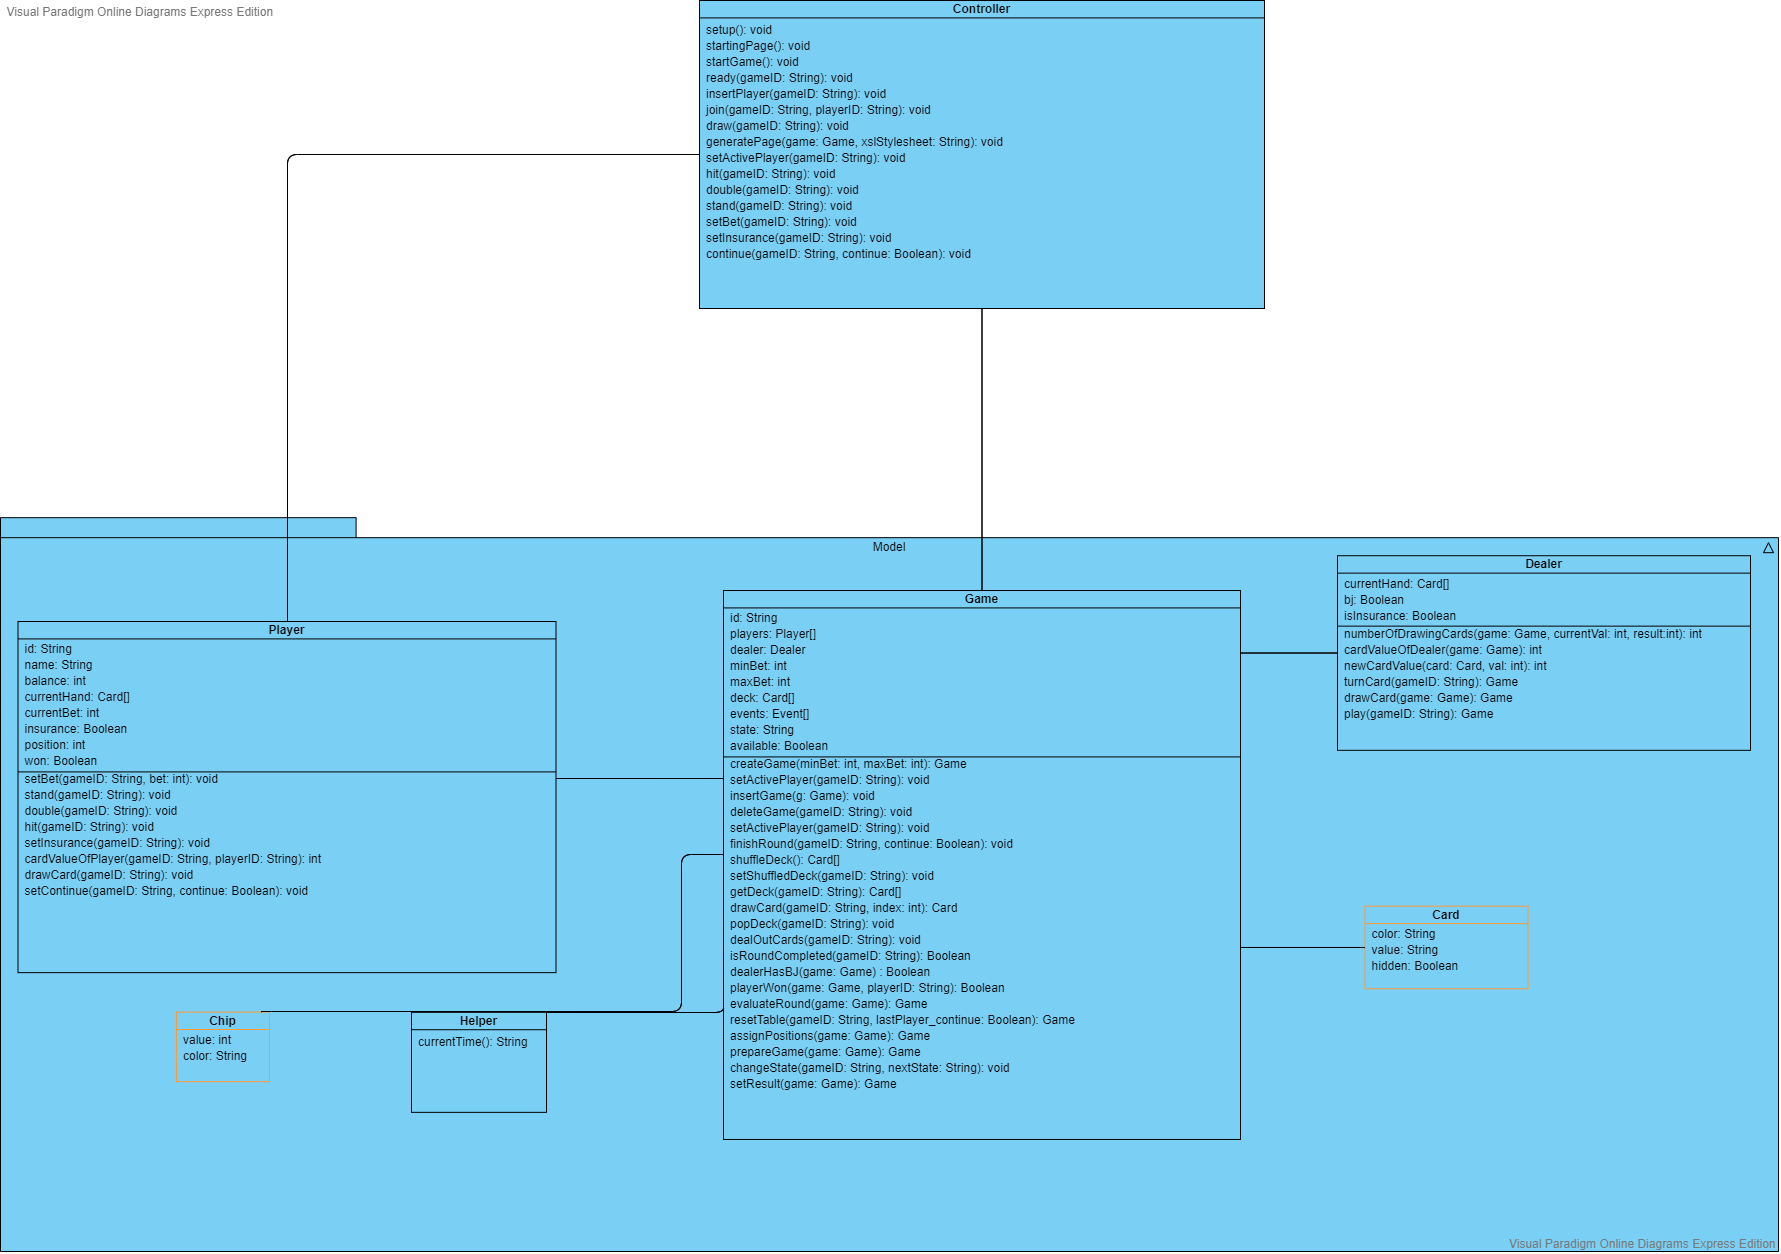 Visual Paradigm Online Diagrams Express Edition
Controller
setup(): void
startingPage(): void
startGame(): void
ready(gameID: String): void
insertPlayer(gameID: String): void
join(gameID: String, playerID: String): void
draw(gameID: String): void
generatePage(game: Game, xslStylesheet: String): void
setActivePlayer(gameID: String): void
hit(gameID: String): void
double(gameID: String): void
stand(gameID: String): void
setBet(gameID: String): void
setInsurance(gameID: String): void
continue(gameID: String, continue: Boolean): void
Model
Player
id: String
name: String
balance: int
currentHand: Card[]
currentBet: int
insurance: Boolean
position: int
won: Boolean
setBet(gameID: String, bet: int): void
stand(gameID: String): void
double(gameID: String): void
hit(gameID: String): void
setInsurance(gameID: String): void
cardValueOfPlayer(gameID: String, playerID: String): int
drawCard(gameID: String): void
setContinue(gameID: String, continue: Boolean): void
Game
id: String
players: Player[]
dealer: Dealer
minBet: int
maxBet: int
deck: Card[]
events: Event[]
state: String
available: Boolean
createGame(minBet: int, maxBet: int): Game
setActivePlayer(gameID: String): void
insertGame(g: Game): void
deleteGame(gameID: String): void
setActivePlayer(gameID: String): void
finishRound(gameID: String, continue: Boolean): void
shuffleDeck(): Card[]
setShuffledDeck(gameID: String): void
getDeck(gameID: String): Card[]
drawCard(gameID: String, index: int): Card
popDeck(gameID: String): void
dealOutCards(gameID: String): void
isRoundCompleted(gameID: String): Boolean
dealerHasBJ(game: Game) : Boolean
playerWon(game: Game, playerID: String): Boolean
evaluateRound(game: Game): Game
resetTable(gameID: String, lastPlayer_continue: Boolean): Game
assignPositions(game: Game): Game
prepareGame(game: Game): Game
changeState(gameID: String, nextState: String): void
setResult(game: Game): Game
Dealer
currentHand: Card[]
bj: Boolean
isInsurance: Boolean
numberOfDrawingCards(game: Game, currentVal: int, result:int): int
cardValueOfDealer(game: Game): int
newCardValue(card: Card, val: int): int
turnCard(gameID: String): Game
drawCard(game: Game): Game
play(gameID: String): Game
Card
color: String
value: String
hidden: Boolean
Chip
value: int
color: String
Helper
currentTime(): String
Visual Paradigm Online Diagrams Express Edition